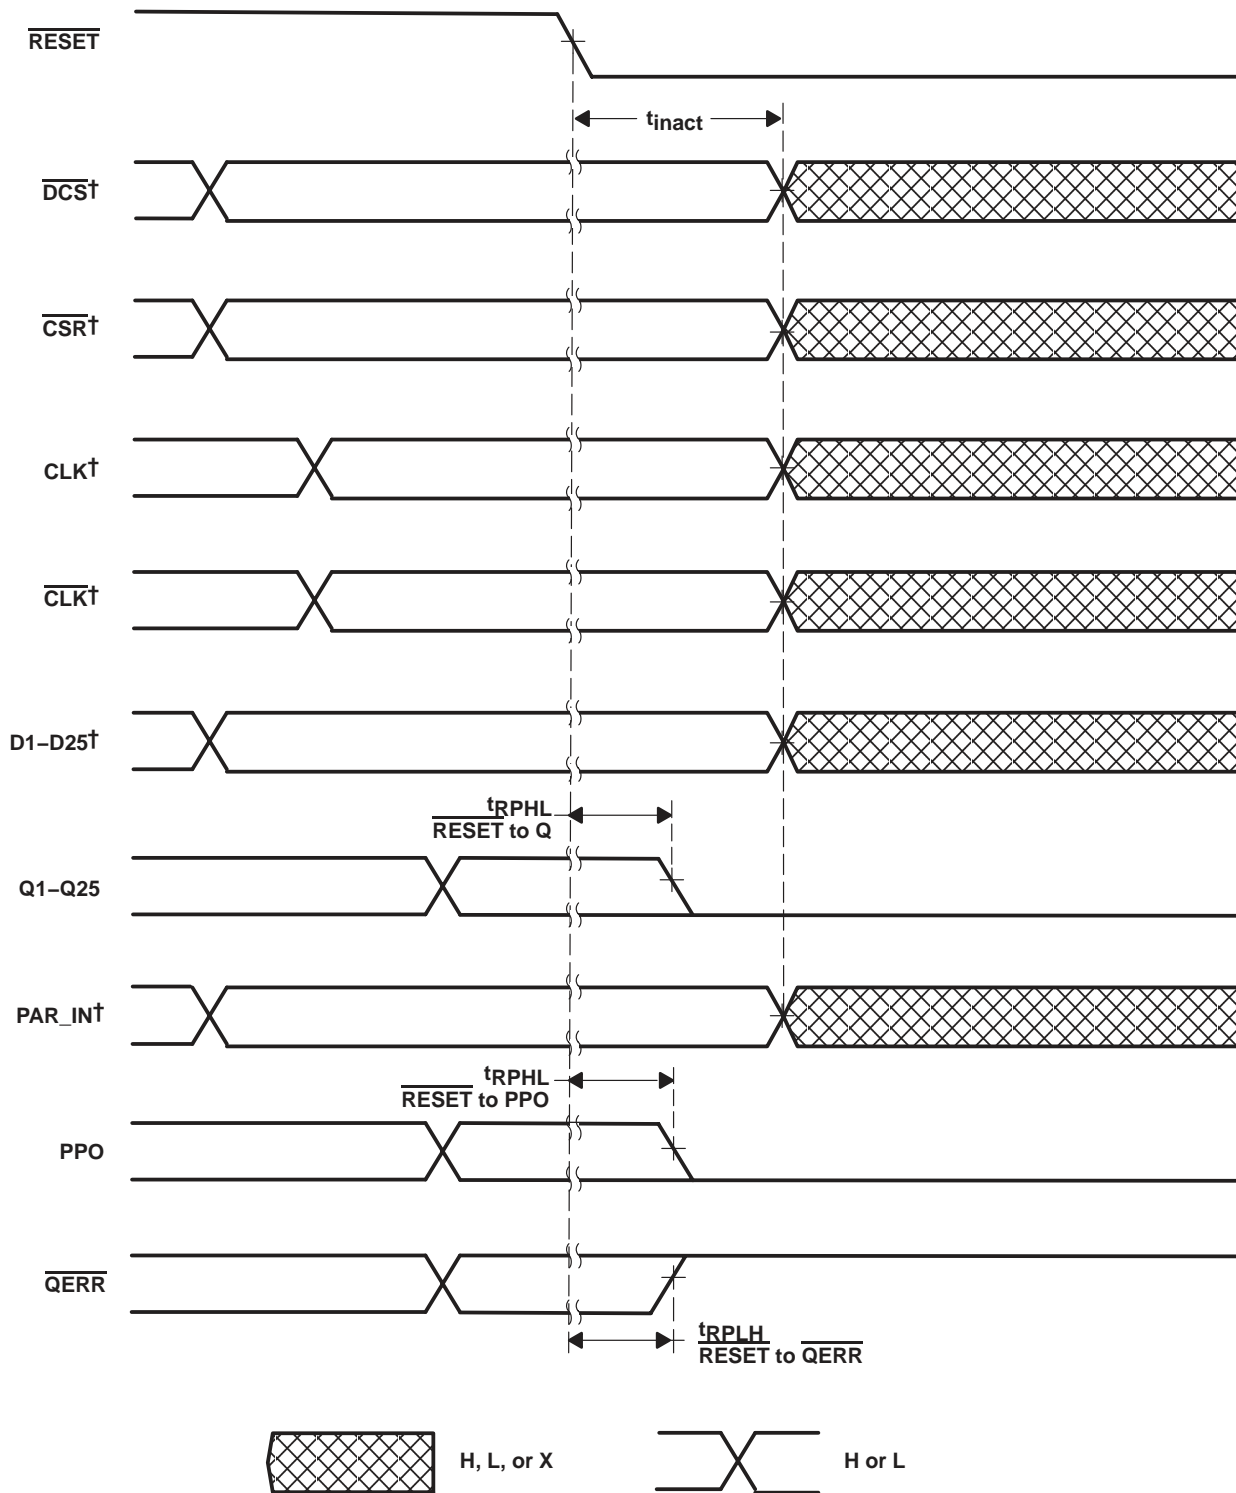 RESET
tinact
DCS†
CSR†
CLK†
CLK†
D1–D25†
tRPHL
RESET to Q
Q1–Q25
PAR_IN†
tRPHL
RESET to PPO
PPO
QERR
tRPLH
RESET to QERR
H, L, or X
H or L